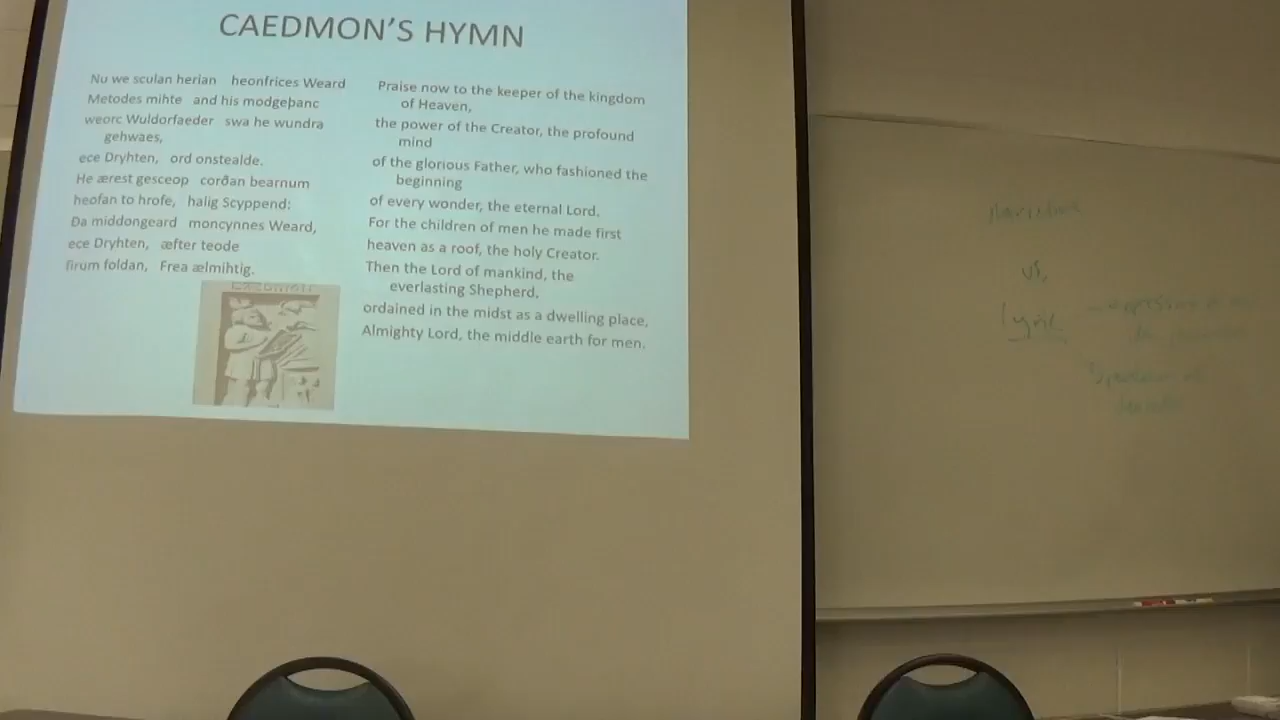 CAEDMON'S HYMN
Nu we sculan herian heonfrices Weard
Metodes mihte and his modgeþanc
weorc Wuldorfaeder swa he wundra
gehwaes,
ece Dryhten, ord onstealde.
He ærest gesceop corðan bearnum
heofan to hrofe, halig Scyppend:
Ða middongeard moncynnes Weard,
ece Dryhten, æfter teode
firum foldan, Frea ælmihtig.
CÆDMON
Praise now to the keeper of the kingdom
of Heaven,
the power of the Creator, the profound
mind
of the glorious Father, who fashioned the
beginning
of every wonder, the eternal Lord.
For the children of men he made first
heaven as a roof, the holy Creator.
Then the Lord of mankind, the
everlasting Shepherd,
ordained in the midst as a dwelling place,
Almighty Lord, the middle earth for men.
Narrative
vs.
Lyric